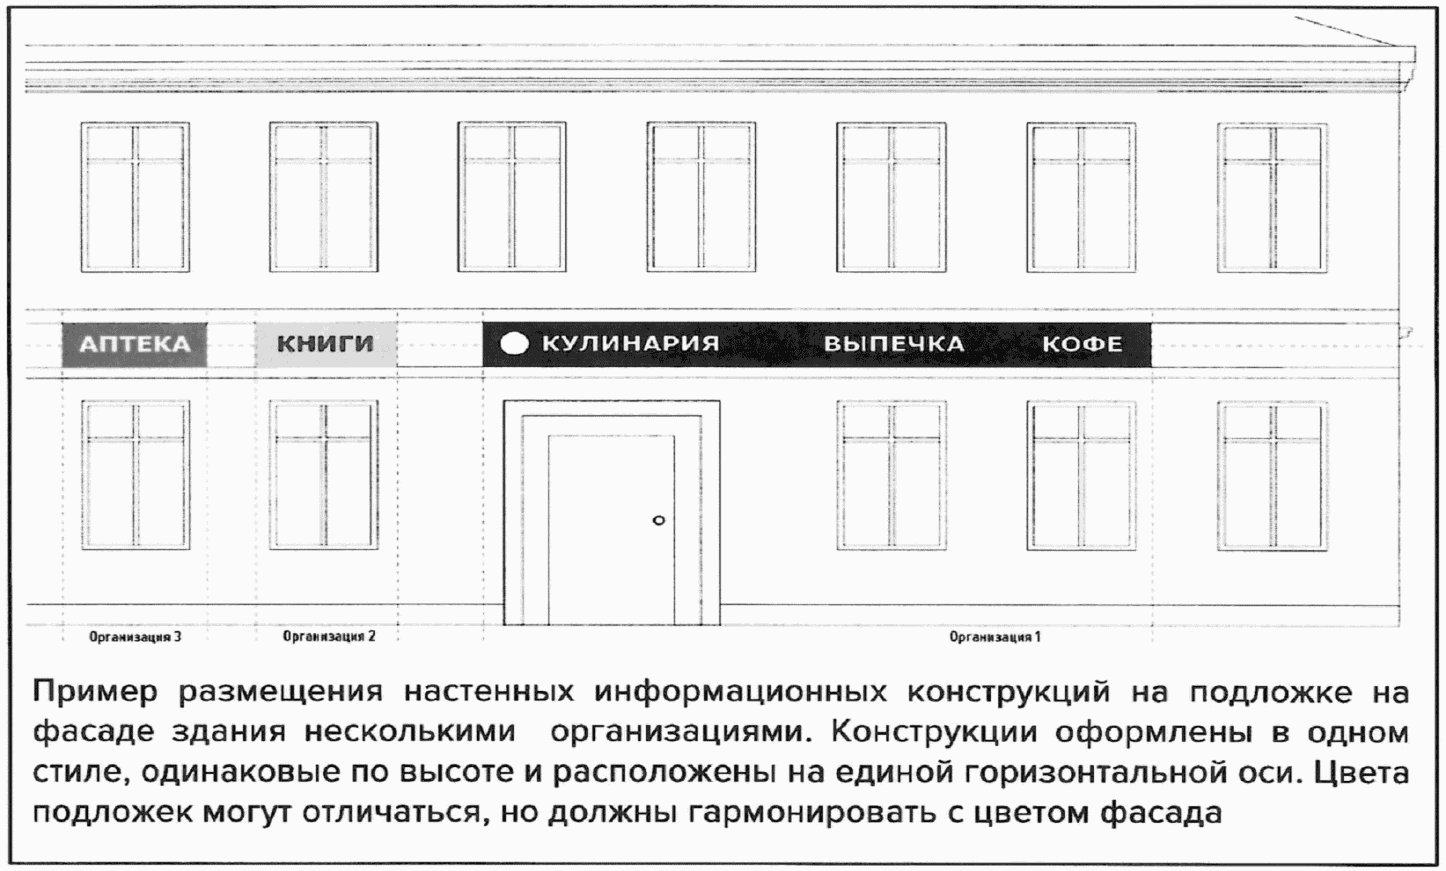 АПТЕКА КНИГИ КУЛИНАРИЯ ВЫПЕЧКА КОФЕ
Организация 3 Организация 2 Организация 1
Пример размещения настенных информационных конструкций на подложке на
фасаде здания несколькими организациями. Конструкции оформлены в одном
стиле, одинаковые по высоте и расположены на единой горизонтальной оси. Цвета
подложек могут отличаться, но должны гармонировать с цветом фасада